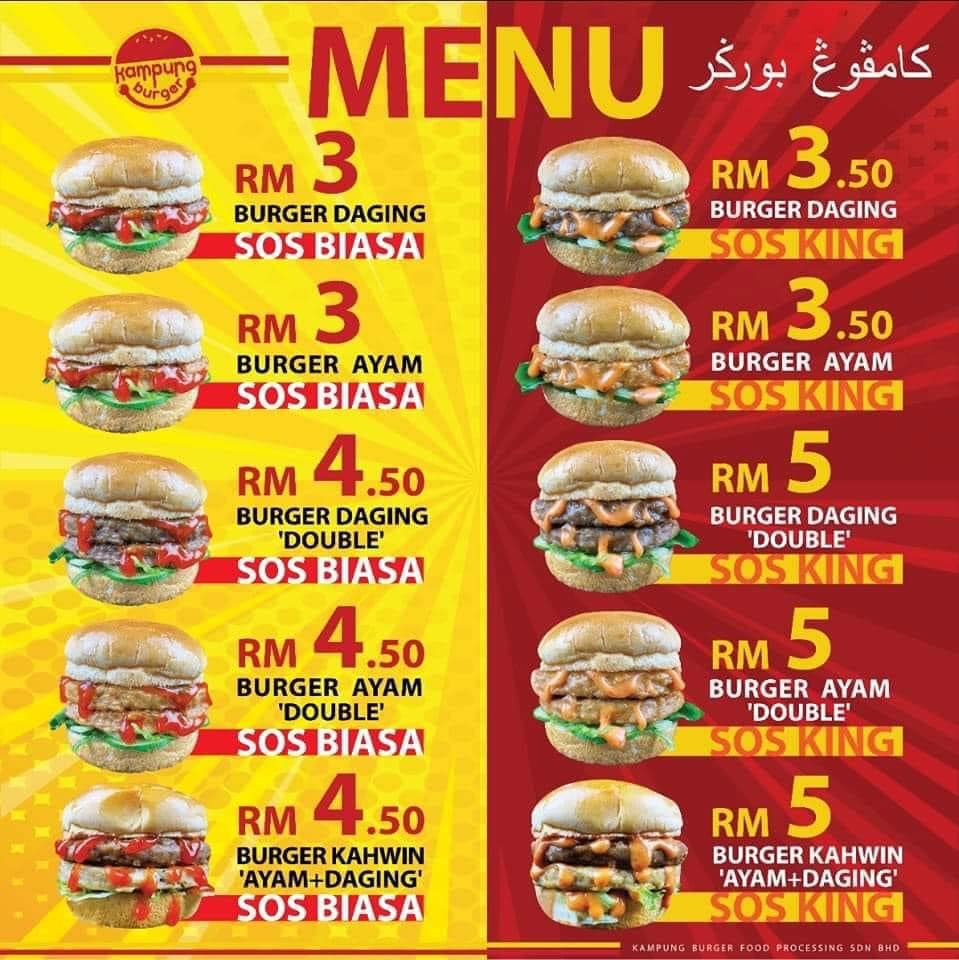 Kampung
burger
MENU
كامڤوڠ بورݢر
RM 3
BURGER DAGING
SOS BIASA
RM 3
BURGER AYAM
SOS BIASA
RM 4.50
BURGER DAGING
'DOUBLE'
SOS BIASA
RM 4.50
BURGER AYAM
'DOUBLE'
SOS BIASA
RM 4.50
BURGER KAHWIN
'AYAM+DAGING'
SOS BIASA
RM 3.50
BURGER DAGING
SOS KING
RM 3.50
BURGER AYAM
SOS KING
RM 5
BURGER DAGING
'DOUBLE'
SOS KING
RM 5
BURGER AYAM
'DOUBLE'
SOS KING
RM 5
BURGER KAHWIN
'AYAM+DAGING'
SOS KING
KAMPUNG BURGER FOOD PROCESSING SDN BHD